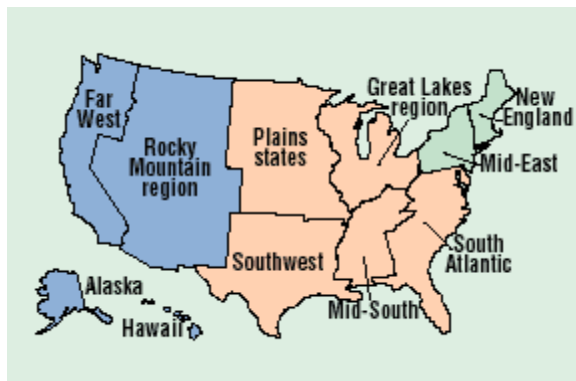 Far
West
Rocky
Mountain
region
Plains
states
Great Lakes
region
New
England
Mid-East
Southwest
South
Atlantic
Mid-South
Alaska
Hawaii